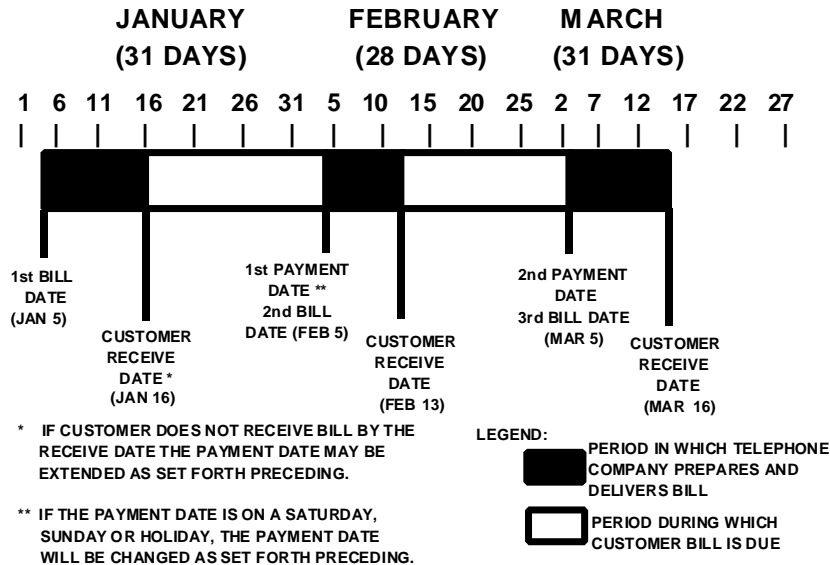 JANUARY FEBRUARY MARCH
(31 DAYS) (28 DAYS) (31 DAYS)
1 6 11 16 21 26 31 5 10 15 20 25 2 7 12 17 22 27
1st BILL
DATE
(JAN 5)
CUSTOMER
RECEIVE
DATE *
(JAN 16)
1st PAYMENT
DATE **
2nd BILL
DATE (FEB 5)
CUSTOMER
RECEIVE
DATE
(FEB 13)
2nd PAYMENT
DATE
3rd BILL DATE
(MAR 5)
CUSTOMER
RECEIVE
DATE
(MAR 16)
* IF CUSTOMER DOES NOT RECEIVE BILL BY THE
RECEIVE DATE THE PAYMENT DATE MAY BE
EXTENDED AS SET FORTH PRECEDING.
** IF THE PAYMENT DATE IS ON A SATURDAY,
SUNDAY OR HOLIDAY, THE PAYMENT DATE
WILL BE CHANGED AS SET FORTH PRECEDING.
LEGEND:
PERIOD IN WHICH TELEPHONE
COMPANY PREPARES AND
DELIVERS BILL
PERIOD DURING WHICH
CUSTOMER BILL IS DUE